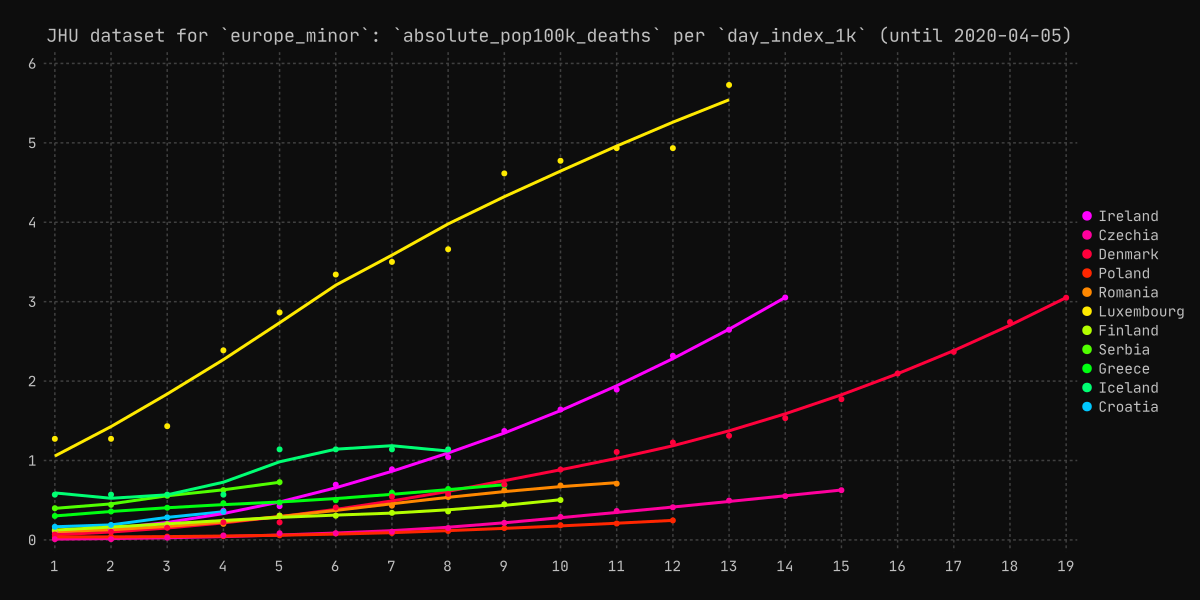 JHU dataset for `europe_minor`: `absolute_pop100k_deaths` per `day_index_1k` (until 2020-04-05)
6
5
4
3
2
1
0
1 2 3 4 5 6 7 8 9 10 11 12 13 14 15 16 17 18 19
Ireland
Czechia
Denmark
Poland
Romania
Luxembourg
Finland
Serbia
Greece
Iceland
Croatia